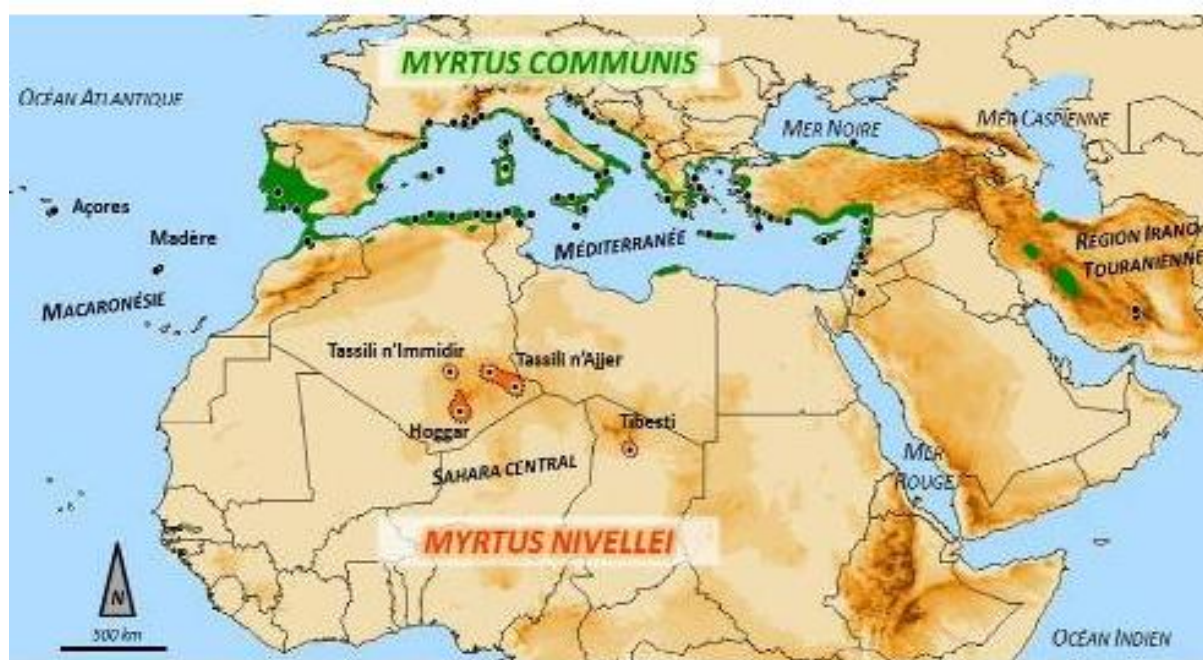 MYRTUS COMMUNIS
OCÉAN ATLANTIQUE
MER NOIRE
MER CASPIENNE
Açores
Madère
MÉDITERRANÉE
RÉGION IRANO-
TOURANIENNE
MACARONÉSIE
Tassili n'Immidir
Tassili n'Ajjer
Hoggar
Tibesti
SAHARA CENTRAL
MER
ROUGE
MYRTUS NIVELLEI
N
500 km
OCÉAN INDIEN